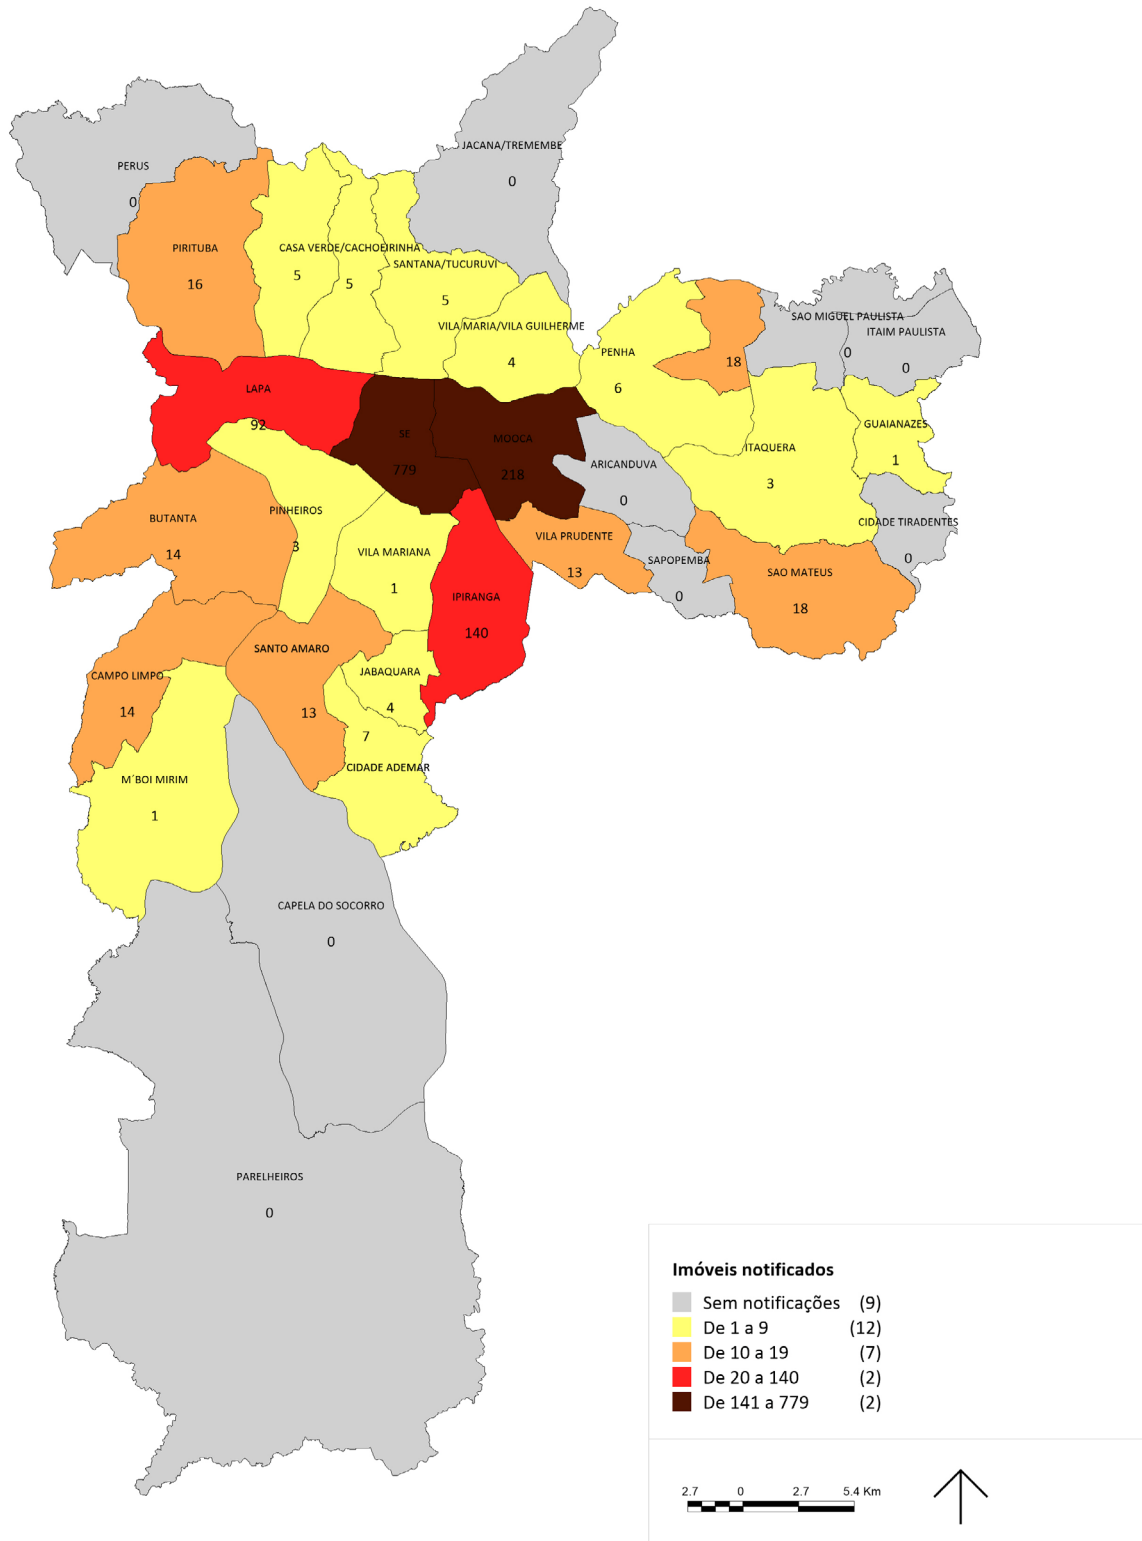 JACANA/TREMEMBE
0
PERUS
0
PIRITUBA
16
CASA VERDE/CACHOEIRINHA
5
5
SANTANA/TUCURUVI
5
VILA MARIA/VILA GUILHERME
4
PENHA
6
18
SAO MIGUEL PAULISTA
0
ITAIM PAULISTA
0
LAPA
92
SE
779
MOOCA
218
ARICANDUVA
0
ITAQUERA
3
GUAIANAZES
1
CIDADE TIRADENTES
0
BUTANTA
14
PINHEIROS
3
VILA MARIANA
1
VILA PRUDENTE
13
SAPOPEMBA
0
SAO MATEUS
18
IPIRANGA
140
SANTO AMARO
13
JABAQUARA
4
CAMPO LIMPO
14
7
CIDADE ADEMAR
M´BOI MIRIM
1
CAPELA DO SOCORRO
0
PARELHEIROS
0
Imóveis notificados
Sem notificações (9)
De 1 a 9 (12)
De 10 a 19 (7)
De 20 a 140 (2)
De 141 a 779 (2)
2.7 0 2.7 5.4 Km